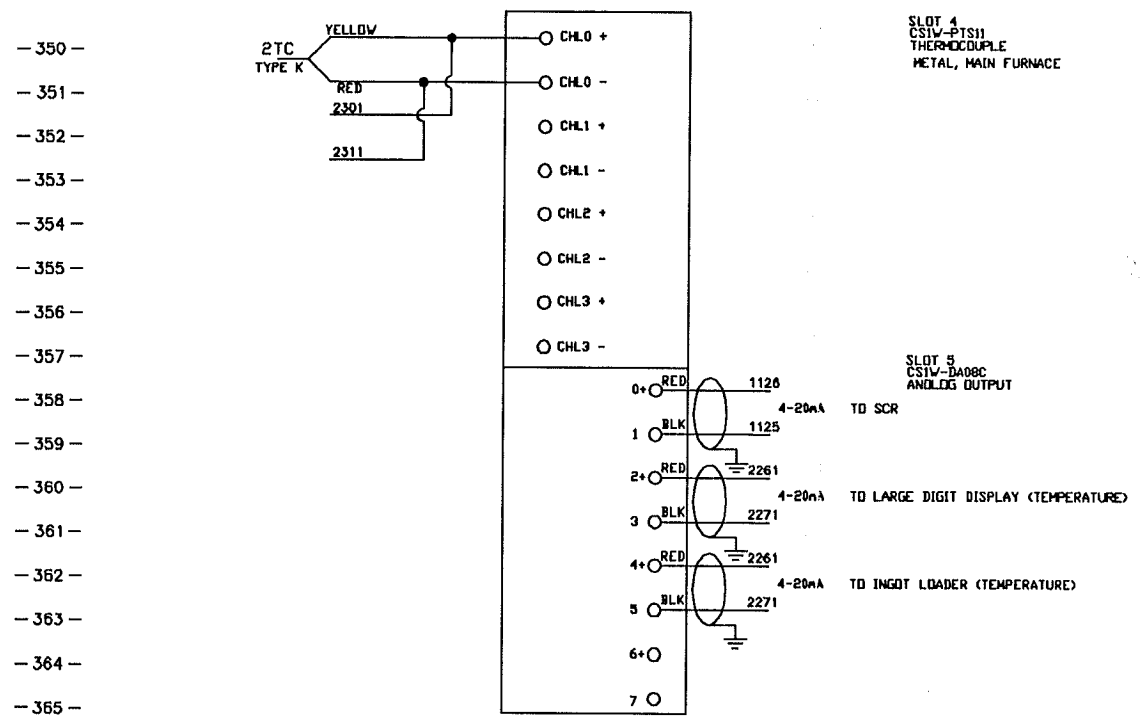 SLOT 4
CS1W-PTS11
THERMOCOUPLE
METAL, MAIN FURNACE
YELLOW
CHL0 +
-350-
2TC
TYPE K
CHL0 -
RED
-351-
2301
CHL1 +
-352-
2311
CHL1 -
-353-
CHL2 +
-354-
CHL2 -
-355-
CHL3 +
-356-
CHL3 -
-357-
SLOT 5
CS1W-DA08C
ANALOG OUTPUT
0+ RED 1126
-358-
4-20mA TO SCR
1 BLK 1125
-359-
2+ RED 2261
-360-
4-20mA TO LARGE DIGIT DISPLAY (TEMPERATURE)
3 BLK 2271
-361-
4+ RED 2261
-362-
4-20mA TO INGOT LOADER (TEMPERATURE)
5 BLK 2271
-363-
6+
-364-
7
-365-